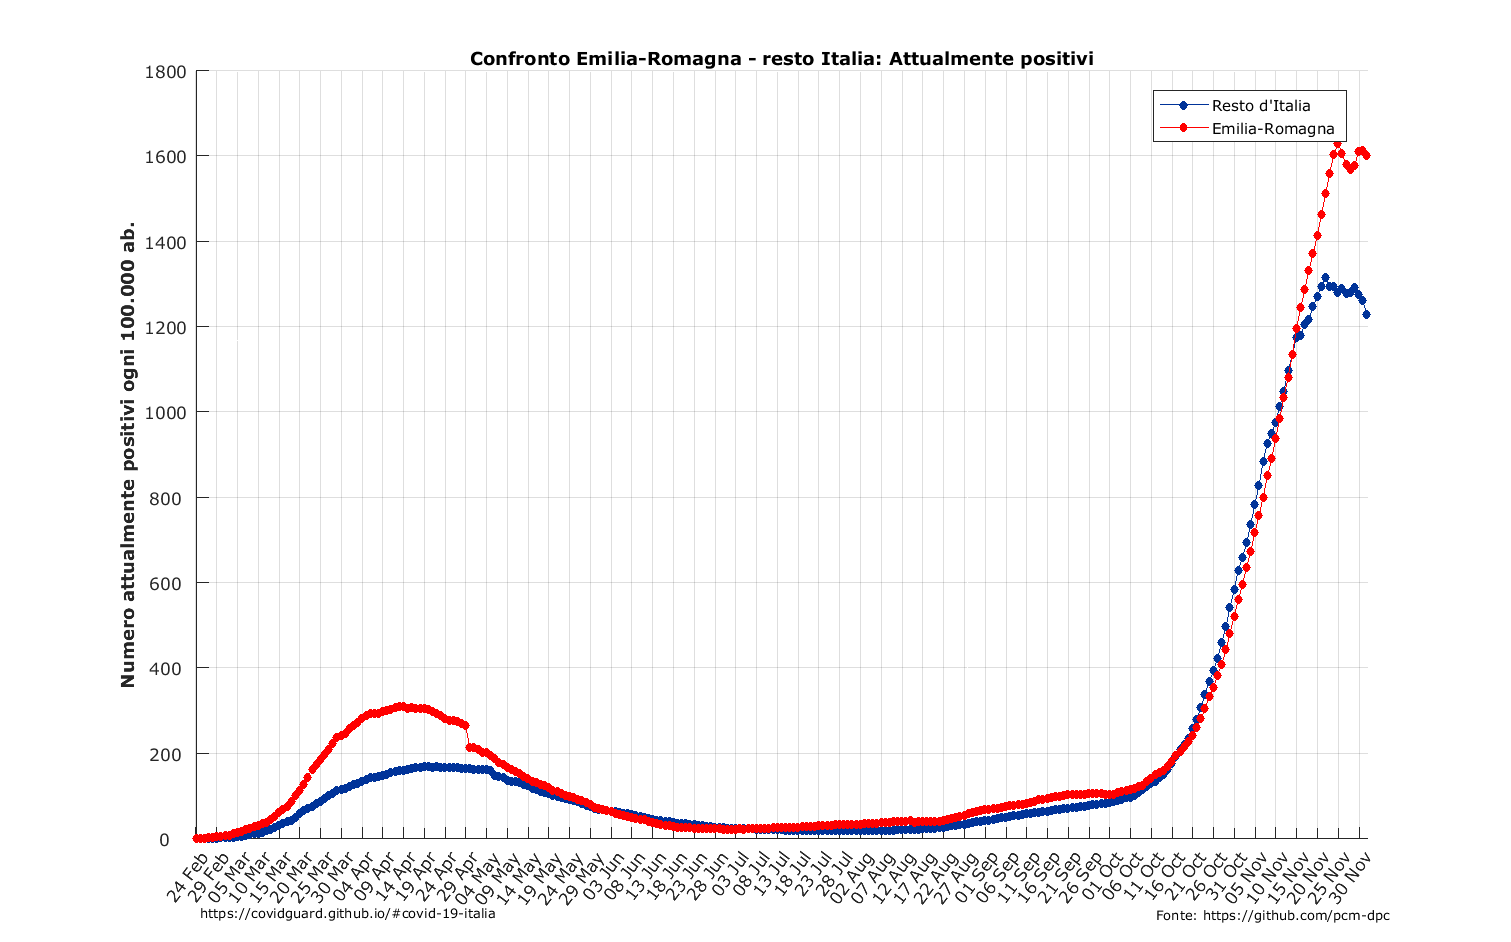 Confronto Emilia-Romagna - resto Italia: Attualmente positivi
Resto d'Italia
Emilia-Romagna
Numero attualmente positivi ogni 100.000 ab.
1800
1600
1400
1200
1000
800
600
400
200
0
24 Feb
29 Feb
05 Mar
10 Mar
15 Mar
20 Mar
25 Mar
30 Mar
04 Apr
09 Apr
14 Apr
19 Apr
24 Apr
29 Apr
04 May
09 May
14 May
19 May
24 May
29 May
03 Jun
08 Jun
13 Jun
18 Jun
23 Jun
28 Jun
03 Jul
08 Jul
13 Jul
18 Jul
23 Jul
28 Jul
02 Aug
07 Aug
12 Aug
17 Aug
22 Aug
27 Aug
01 Sep
06 Sep
11 Sep
16 Sep
21 Sep
26 Sep
01 Oct
06 Oct
11 Oct
16 Oct
21 Oct
26 Oct
31 Oct
05 Nov
10 Nov
15 Nov
20 Nov
25 Nov
30 Nov
https://covidguard.github.io/#covid-19-italia
Fonte: https://github.com/pcm-dpc